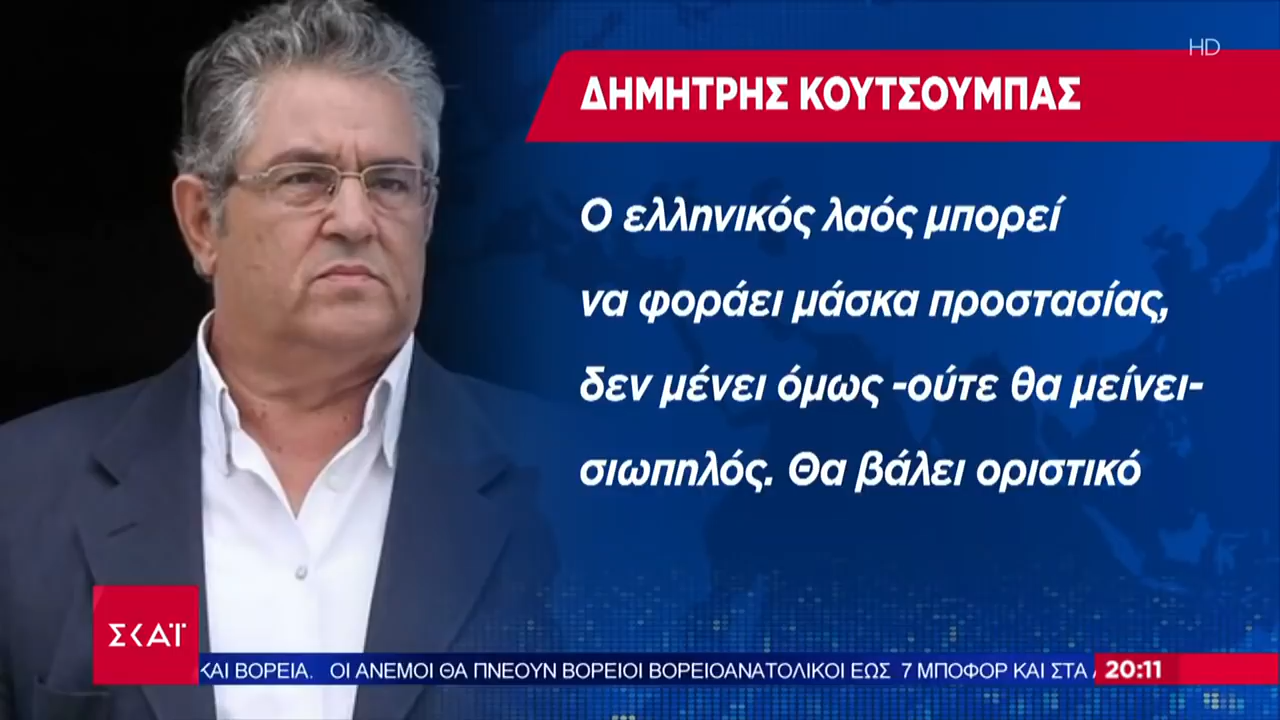 HD
ΔΗΜΗΤΡΗΣ ΚΟΥΤΣΟΥΜΠΑΣ
Ο ελληνικός λαός μπορεί
να φοράει μάσκα προστασίας,
δεν μένει όμως -ούτε θα μείνει-
σιωπηλός. Θα βάλει οριστικό
ΣΚΑΪ
ΚΑΙ ΒΟΡΕΙΑ. ΟΙ ΑΝΕΜΟΙ ΘΑ ΠΝΕΟΥΝ ΒΟΡΕΙΟΙ ΒΟΡΕΙΟΑΝΑΤΟΛΙΚΟΙ ΕΩΣ 7 ΜΠΟΦΟΡ ΚΑΙ ΣΤΑ
20:11